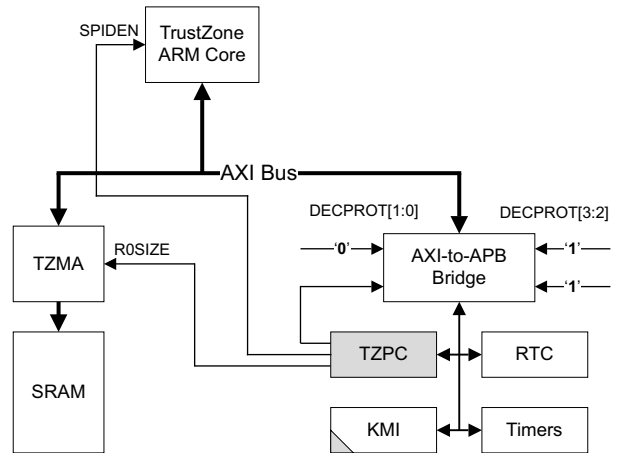 SPIDEN
TrustZone
ARM Core
AXI Bus
DECPROT[1:0]
DECPROT[3:2]
TZMA
R0SIZE
'0'
AXI-to-APB
Bridge
'1'
'1'
SRAM
TZPC
RTC
KMI
Timers